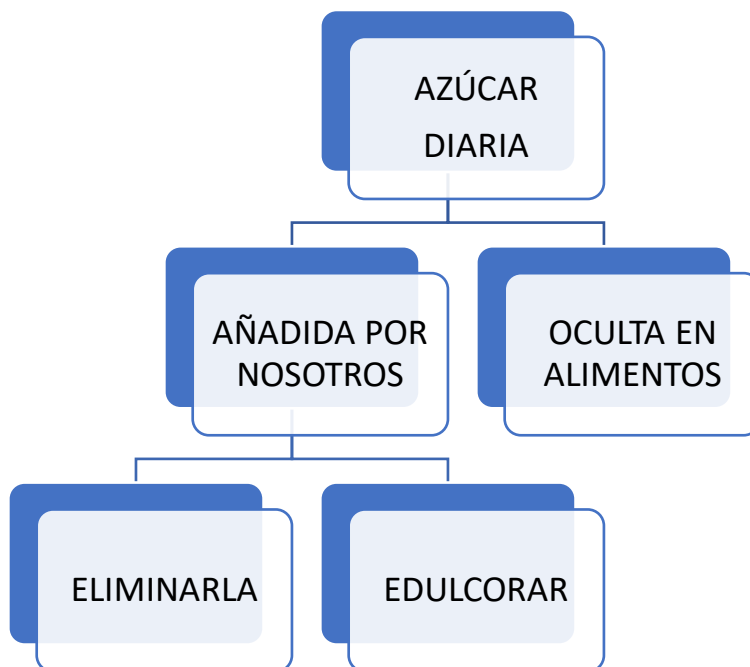 AZÚCAR
DIARIA
AÑADIDA POR
NOSOTROS
OCULTA EN
ALIMENTOS
ELIMINARLA
EDULCORAR